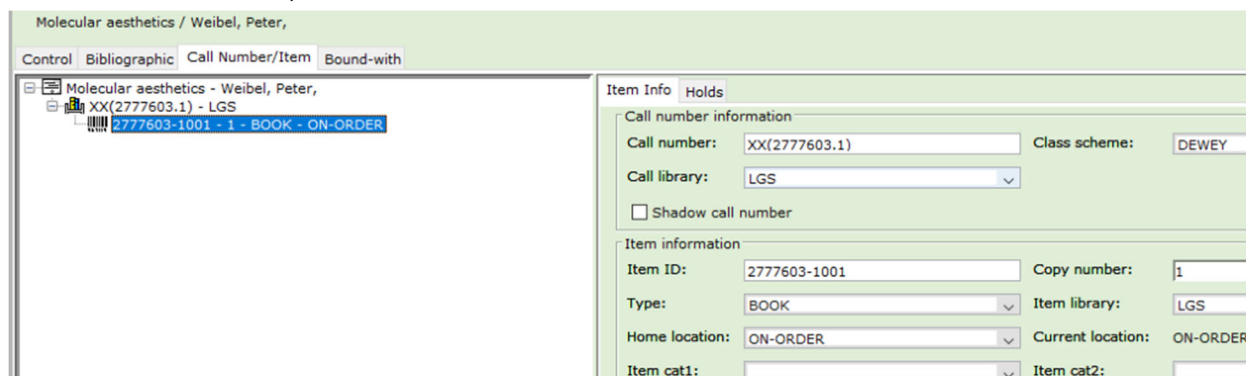 Molecular aesthetics / Weibel, Peter,
Control Bibliographic Call Number/Item Bound-with
Molecular aesthetics - Weibel, Peter,
XX(2777603.1) - LGS
2777603-1001 - 1 - BOOK - ON-ORDER
Item Info Holds
Call number information
Call number: XX(2777603.1) Class scheme: DEWEY
Call library: LGS
Shadow call number
Item information
Item ID: 2777603-1001 Copy number: 1
Type: BOOK Item library: LGS
Home location: ON-ORDER Current location: ON-ORDER
Item cat1: Item cat2: